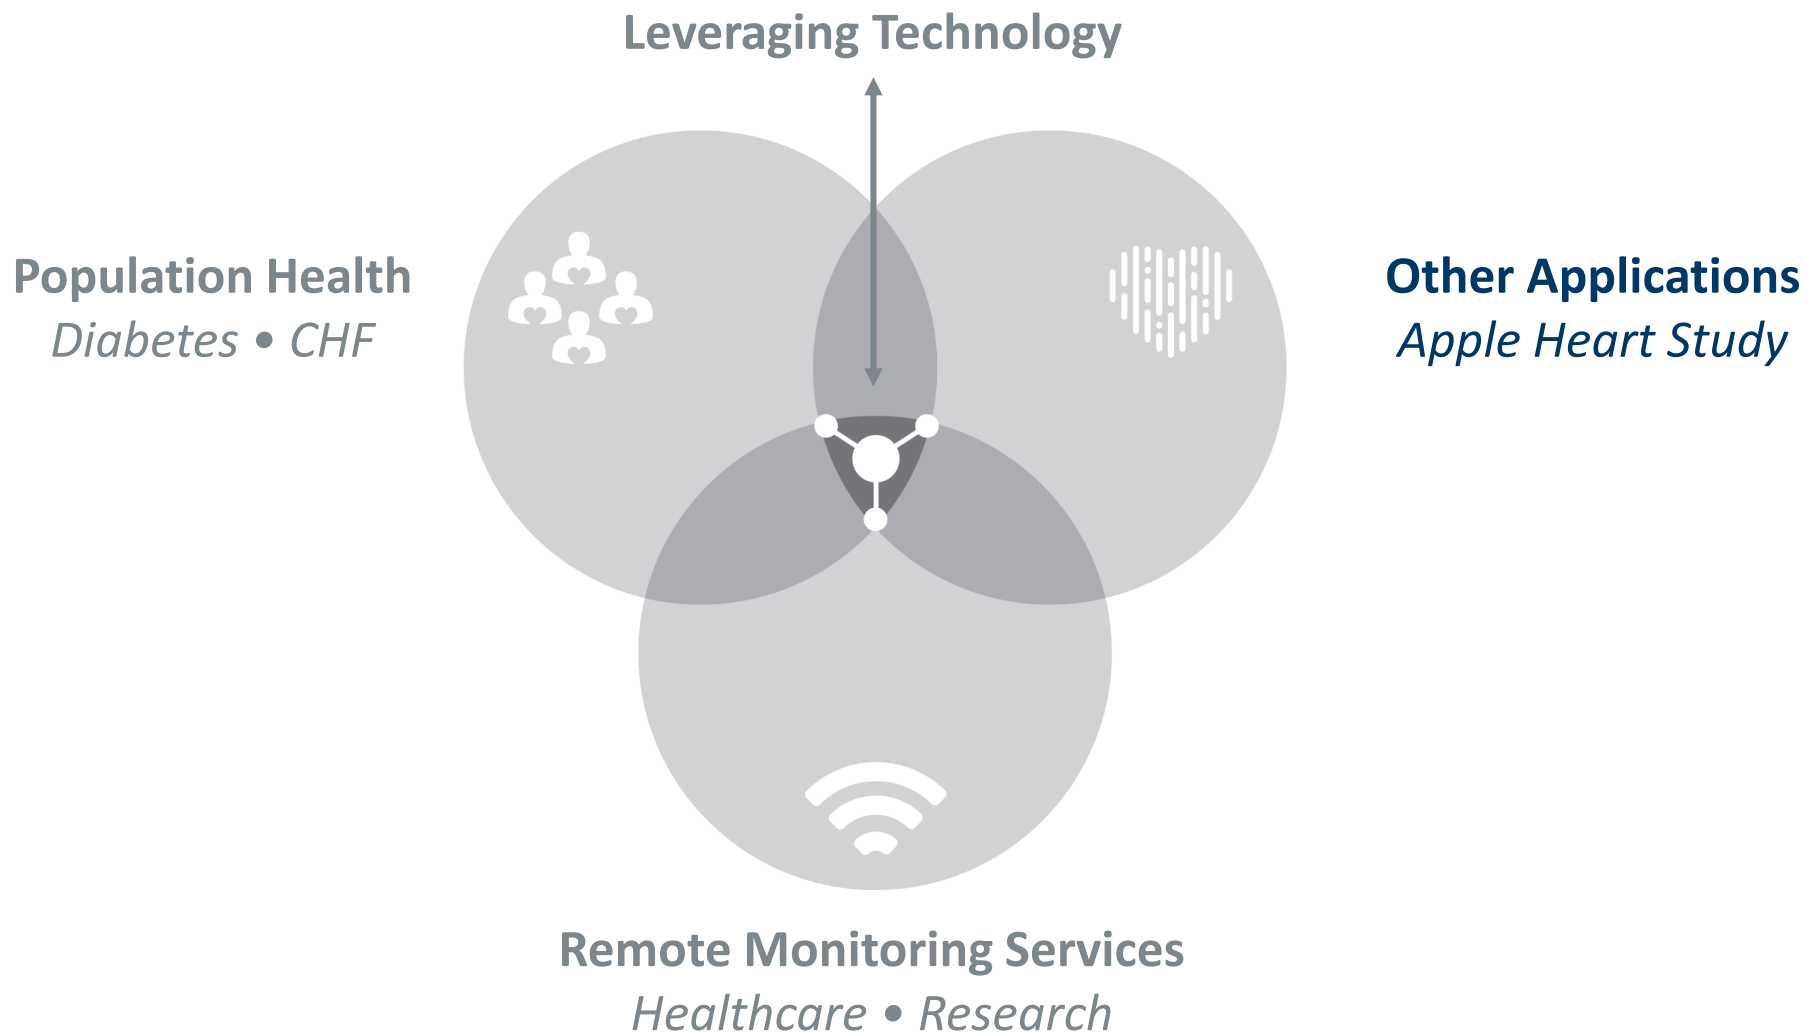 Leveraging Technology
Population Health
Diabetes • CHF
Other Applications
Apple Heart Study
Remote Monitoring Services
Healthcare • Research